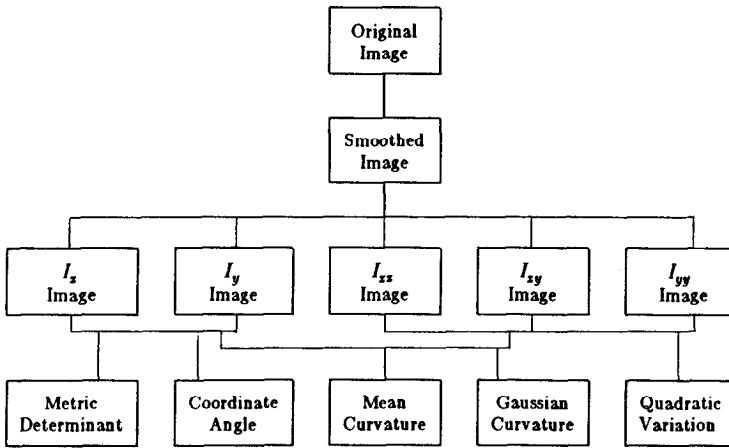 Original
Image
Smoothed
Image
I_x
Image
I_y
Image
I_xx
Image
I_xy
Image
I_yy
Image
Metric
Determinant
Coordinate
Angle
Mean
Curvature
Gaussian
Curvature
Quadratic
Variation